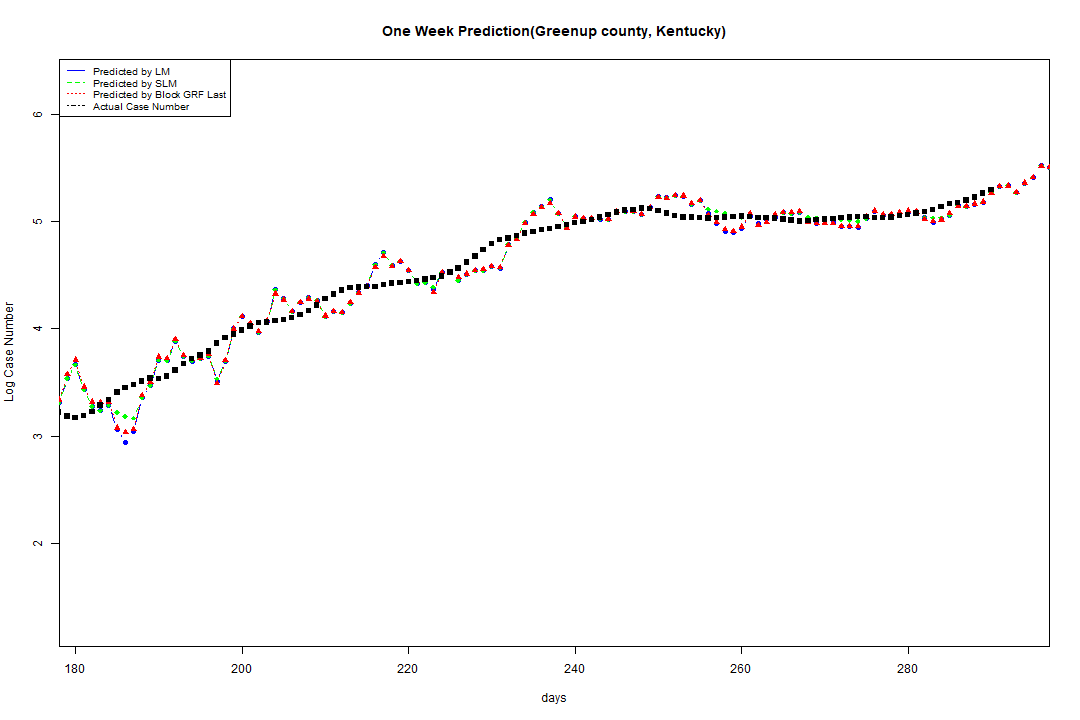 One Week Prediction(Greenup county, Kentucky)
Predicted by LM
Predicted by SLM
Predicted by Block GRF Last
Actual Case Number
6
5
4
3
2
Log Case Number
180 200 220 240 260 280
days